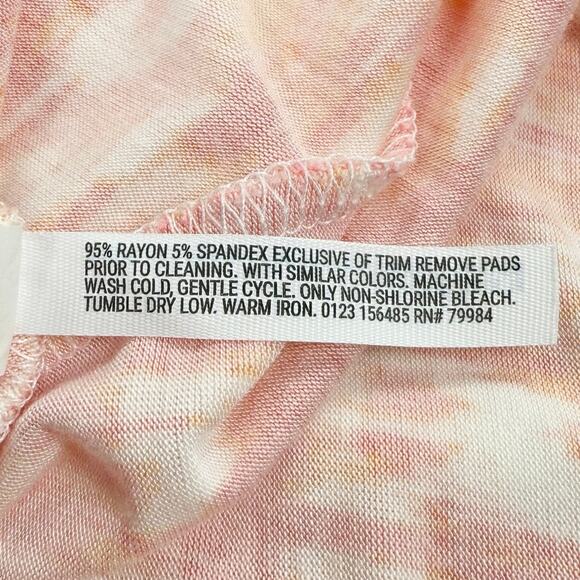 95% RAYON 5% SPANDEX EXCLUSIVE OF TRIM REMOVE PADS
PRIOR TO CLEANING. WITH SIMILAR COLORS. MACHINE
WASH COLD, GENTLE CYCLE. ONLY NON-SHLORINE BLEACH.
TUMBLE DRY LOW. WARM IRON. 0123 156485 RN# 79984